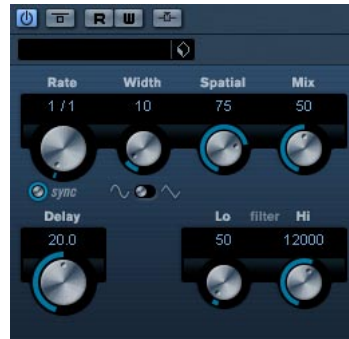 R W
Rate Width Spatial Mix
1 / 1 10 75 50
sync
Delay Lo filter Hi
20.0 50 12000